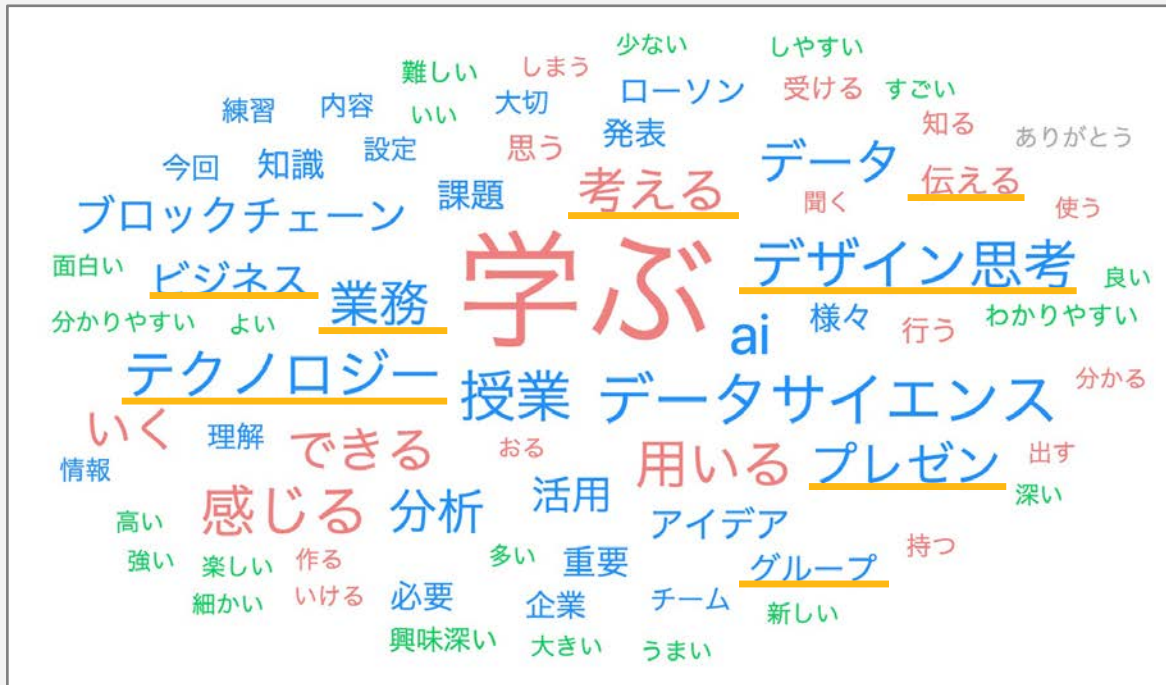 少ない しやすい
難しい しまう
ローソン 受ける すごい
練習 内容 いい 大切
発表 知る ありがとう
今回 知識 設定 思う データ
課題 考える 聞く 伝える 使う
ブロックチェーン
面白い ビジネス 業務 学ぶ デザイン思考 良い
分かりやすい よい ai 様々 行う わかりやすい
テクノロジー 授業 データサイエンス 分かる
いく 理解 できる おる 用いる プレゼン 出す
情報 深い
高い 感じる 分析 活用 アイデア
強い 楽しい 作る 多い 重要 グループ 持つ
細かい いける 必要 企業 チーム 新しい
興味深い 大きい うまい